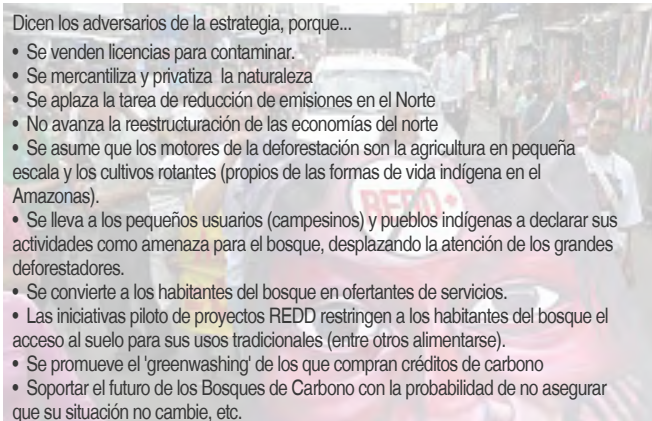 Dicen los adversarios de la estrategia, porque...
• Se venden licencias para contaminar.
• Se mercantiliza y privatiza la naturaleza
• Se aplaza la tarea de reducción de emisiones en el Norte
• No avanza la reestructuración de las economías del norte
• Se asume que los motores de la deforestación son la agricultura en pequeña
escala y los cultivos rotantes (propios de las formas de vida indígena en el
Amazonas).
• Se lleva a los pequeños usuarios (campesinos) y pueblos indígenas a declarar sus
actividades como amenaza para el bosque, desplazando la atención de los grandes
deforestadores.
• Se convierte a los habitantes del bosque en ofertantes de servicios.
• Las iniciativas piloto de proyectos REDD restringen a los habitantes del bosque el
acceso al suelo para sus usos tradicionales (entre otros alimentarse).
• Se promueve el 'greenwashing' de los que compran créditos de carbono
• Soportar el futuro de los Bosques de Carbono con la probabilidad de no asegurar
que su situación no cambie, etc.
REDD+